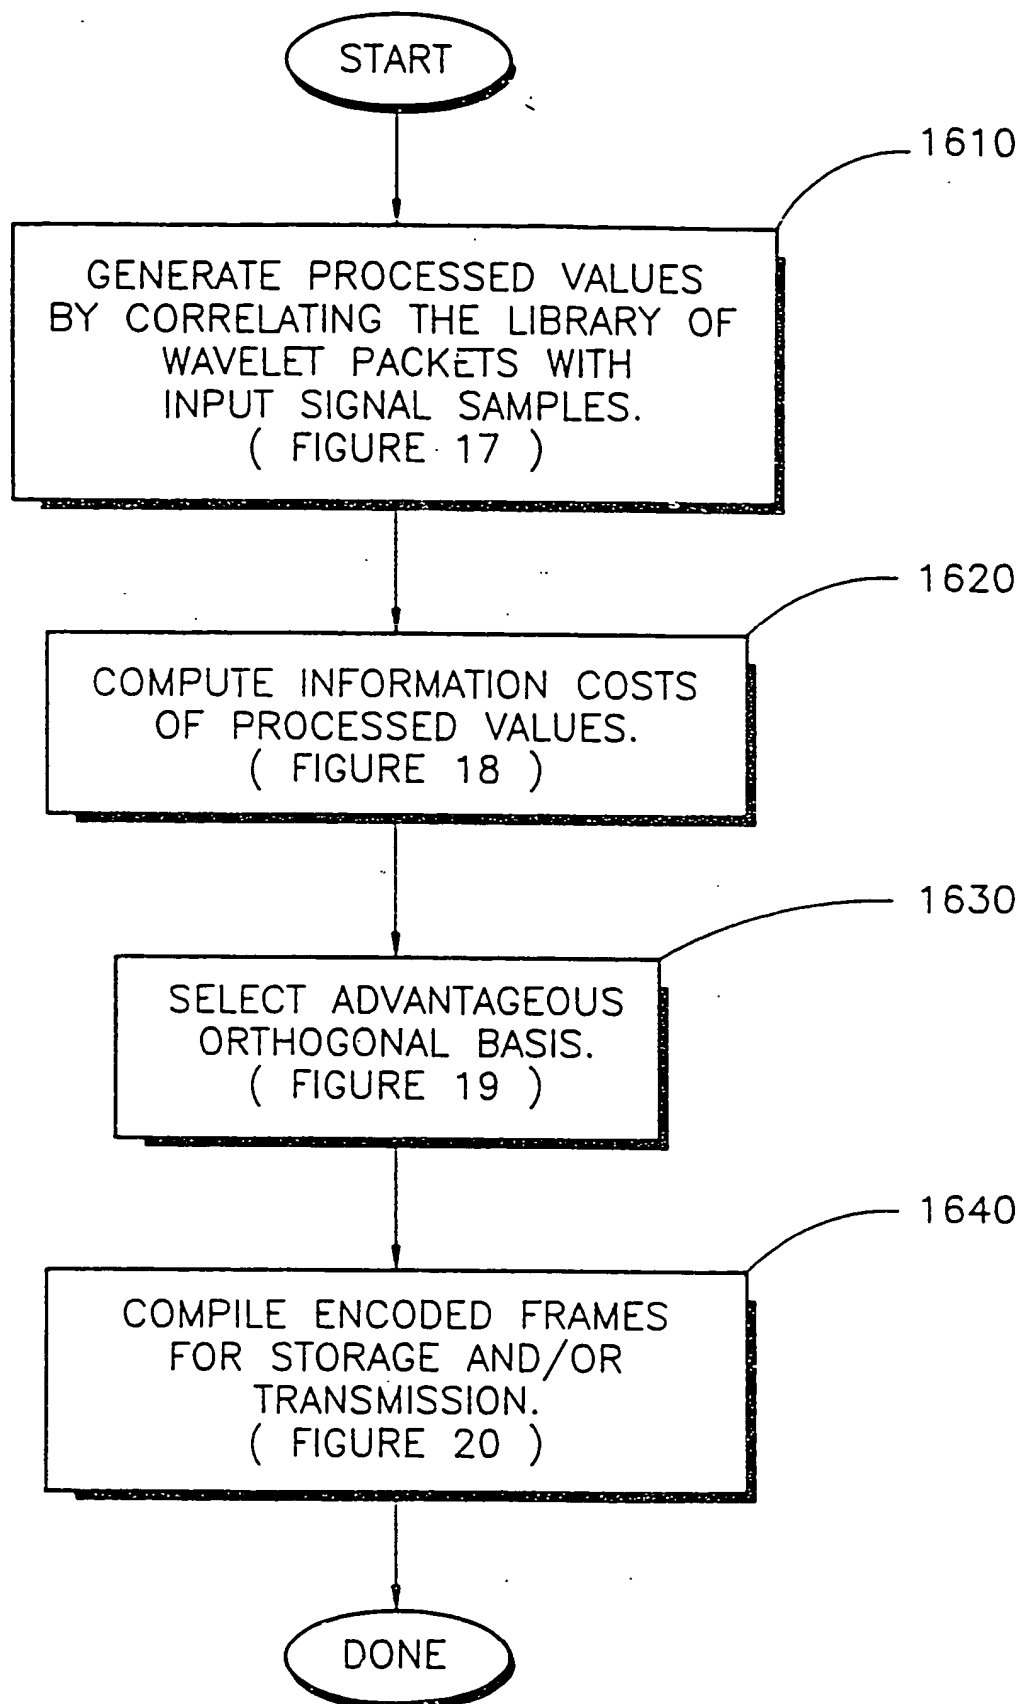 START
1610
GENERATE PROCESSED VALUES
BY CORRELATING THE LIBRARY OF
WAVELET PACKETS WITH
INPUT SIGNAL SAMPLES.
( FIGURE 17 )
1620
COMPUTE INFORMATION COSTS
OF PROCESSED VALUES.
( FIGURE 18 )
1630
SELECT ADVANTAGEOUS
ORTHOGONAL BASIS.
( FIGURE 19 )
1640
COMPILE ENCODED FRAMES
FOR STORAGE AND/OR
TRANSMISSION.
( FIGURE 20 )
DONE